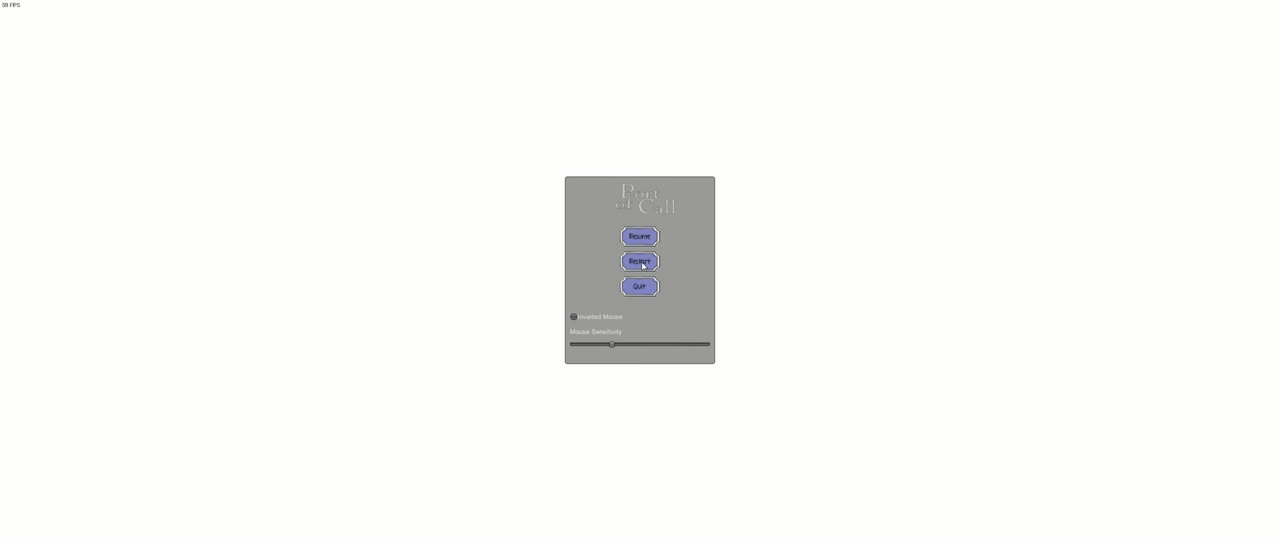 59 FPS
Port
of Call
Resume
Restart
Quit
Inverted Mouse
Mouse Sensitivity